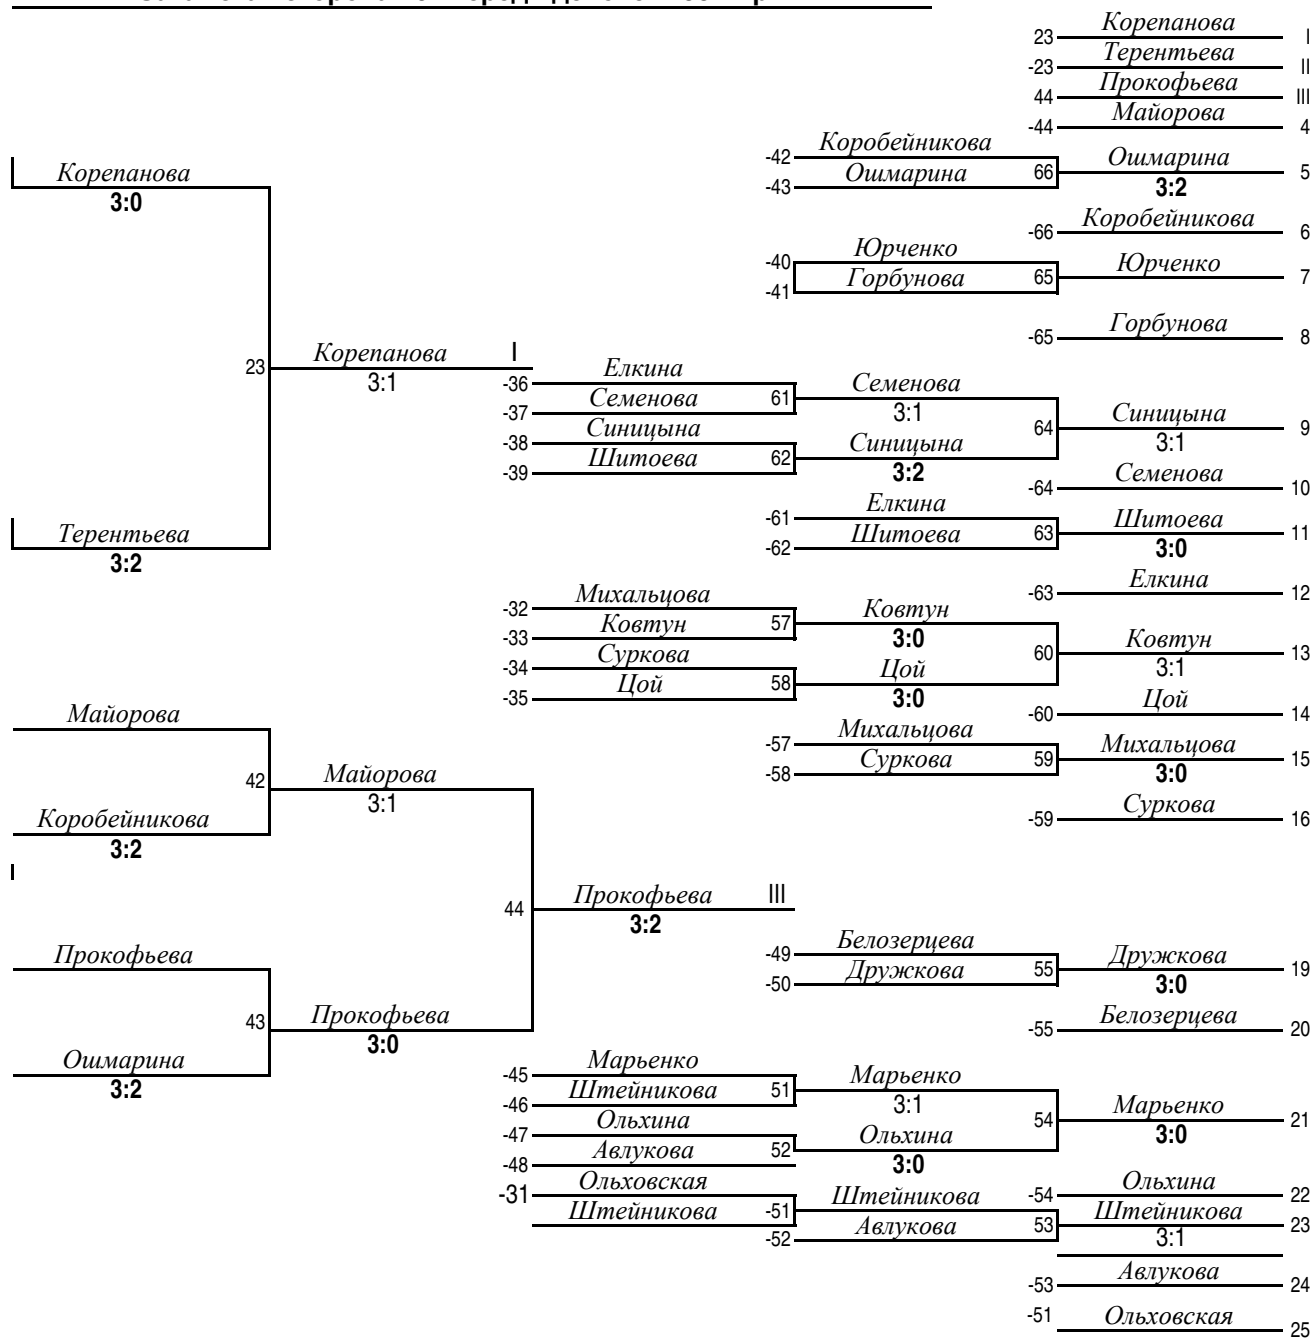 23 Корепанова I
-23 Терентьева II
44 Прокофьева III
-44 Майорова 4
-42 Коробейникова
66 Ошмарина 5
-43 Ошмарина
3:2
Корепанова
3:0
-66 Коробейникова 6
-40 Юрченко
65 Юрченко 7
-41 Горбунова
-65 Горбунова 8
23 Корепанова I
3:1
-36 Елкина
61 Семенова
-37 Семенова
3:1
64 Синицына 9
3:1
-38 Синицына
62 Синицына
-39 Шитоева
3:2
-64 Семенова 10
-61 Елкина
63 Шитоева 11
-62 Шитоева
3:0
Терентьева
3:2
-63 Елкина 12
-32 Михальцова
57 Ковтун
-33 Ковтун
3:0
60 Ковтун 13
3:1
-34 Суркова
58 Цой
-35 Цой
3:0
-60 Цой 14
Майорова
-57 Михальцова
59 Михальцова 15
-58 Суркова
3:0
42 Майорова
3:1
Коробейникова
3:2
-59 Суркова 16
44 Прокофьева III
3:2
Прокофьева
-49 Белозерцева
55 Дружкова 19
-50 Дружкова
3:0
43 Прокофьева
3:0
-55 Белозерцева 20
Ошмарина
3:2
-45 Марьенко
51 Марьенко
-46 Штейникова
3:1
54 Марьенко 21
3:0
-47 Ольхина
52 Ольхина
-48 Авлукова
3:0
-31 Ольховская
-51 Штейникова
Штейникова
-54 Ольхина 22
53 Штейникова 23
-52 Авлукова
3:1
-53 Авлукова 24
-51 Ольховская 25